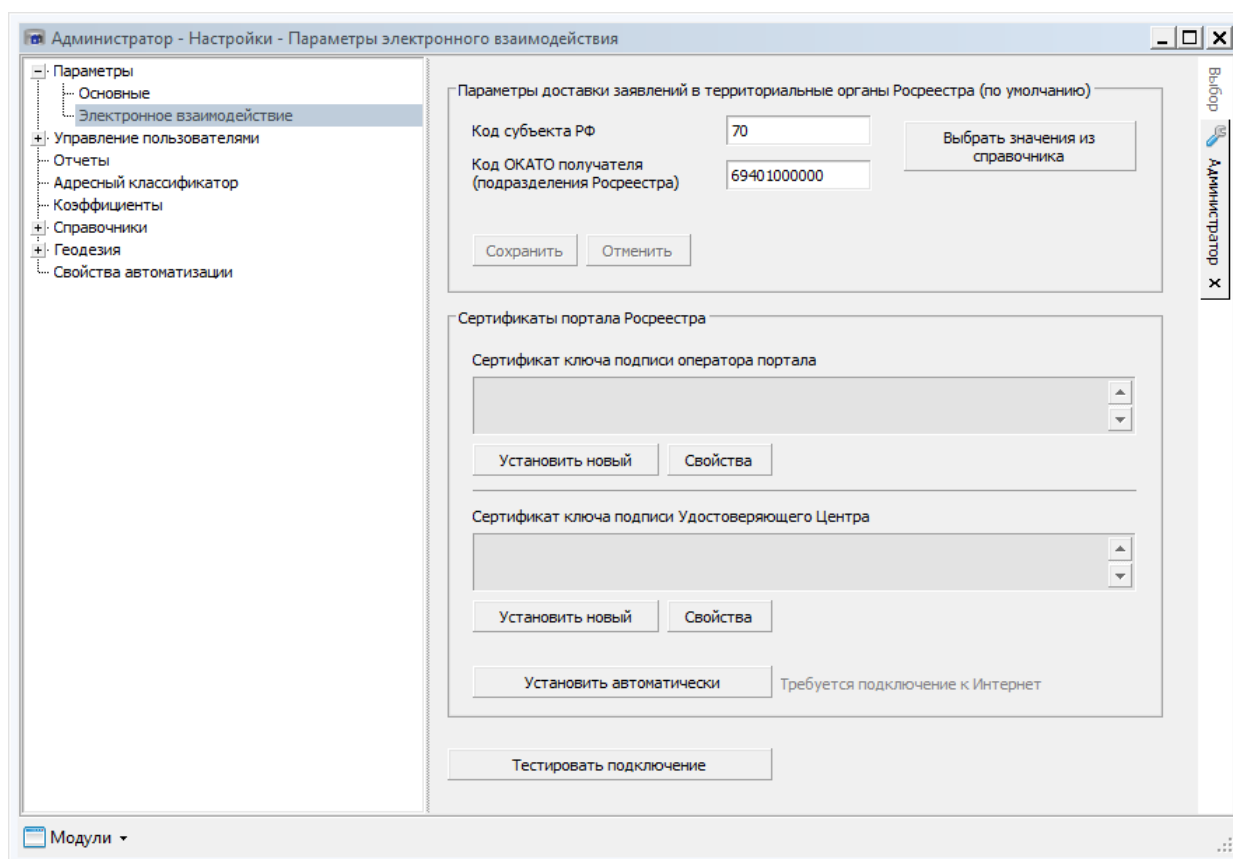 Администратор - Настройки - Параметры электронного взаимодействия
Параметры
Основные
Электронное взаимодействие
Управление пользователями
Отчеты
Адресный классификатор
Коэффициенты
Справочники
Геодезия
Свойства автоматизации
Параметры доставки заявлений в территориальные органы Росреестра (по умолчанию)
Код субъекта РФ
70
Выбрать значения из
справочника
Код ОКАТО получателя
(подразделения Росреестра)
69401000000
Сохранить
Отменить
Сертификаты портала Росреестра
Сертификат ключа подписи оператора портала
Установить новый
Свойства
Сертификат ключа подписи Удостоверяющего Центра
Установить новый
Свойства
Установить автоматически
Требуется подключение к Интернет
Тестировать подключение
Выбор
Администратор
Модули